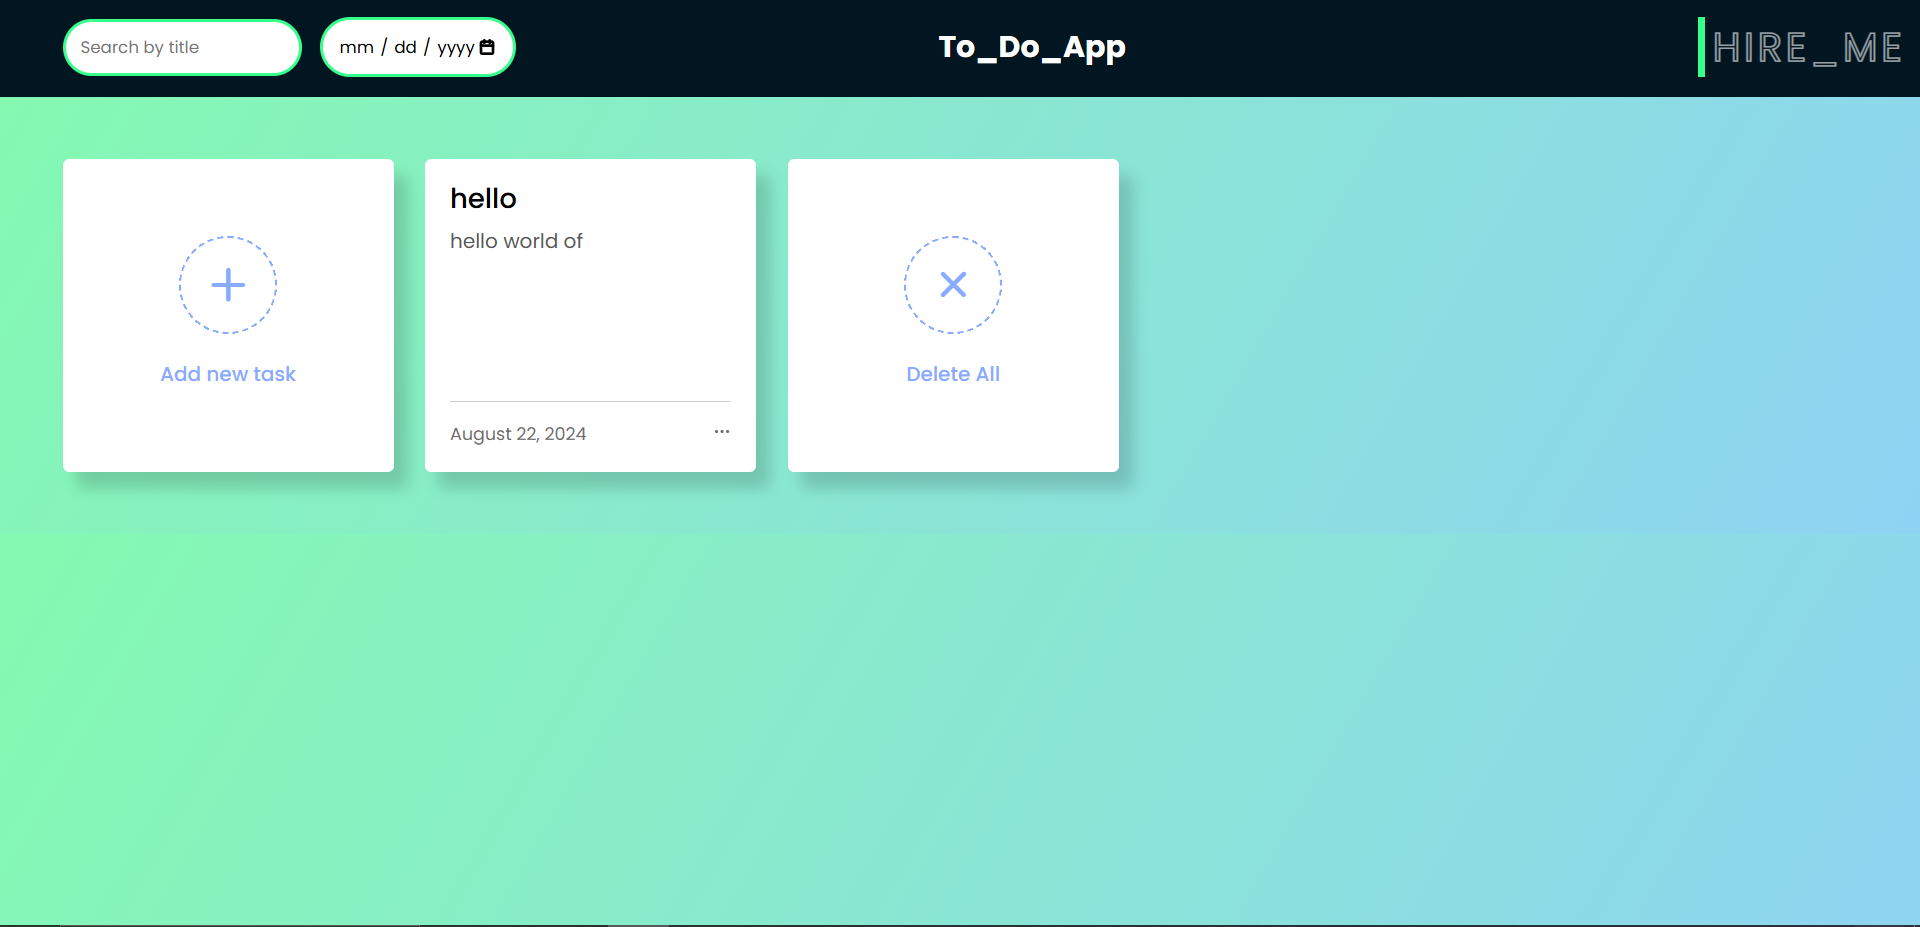 Search by title
mm / dd / yyyy
To_Do_App
HIRE_ME
Add new task
hello
hello world of
August 22, 2024
Delete All